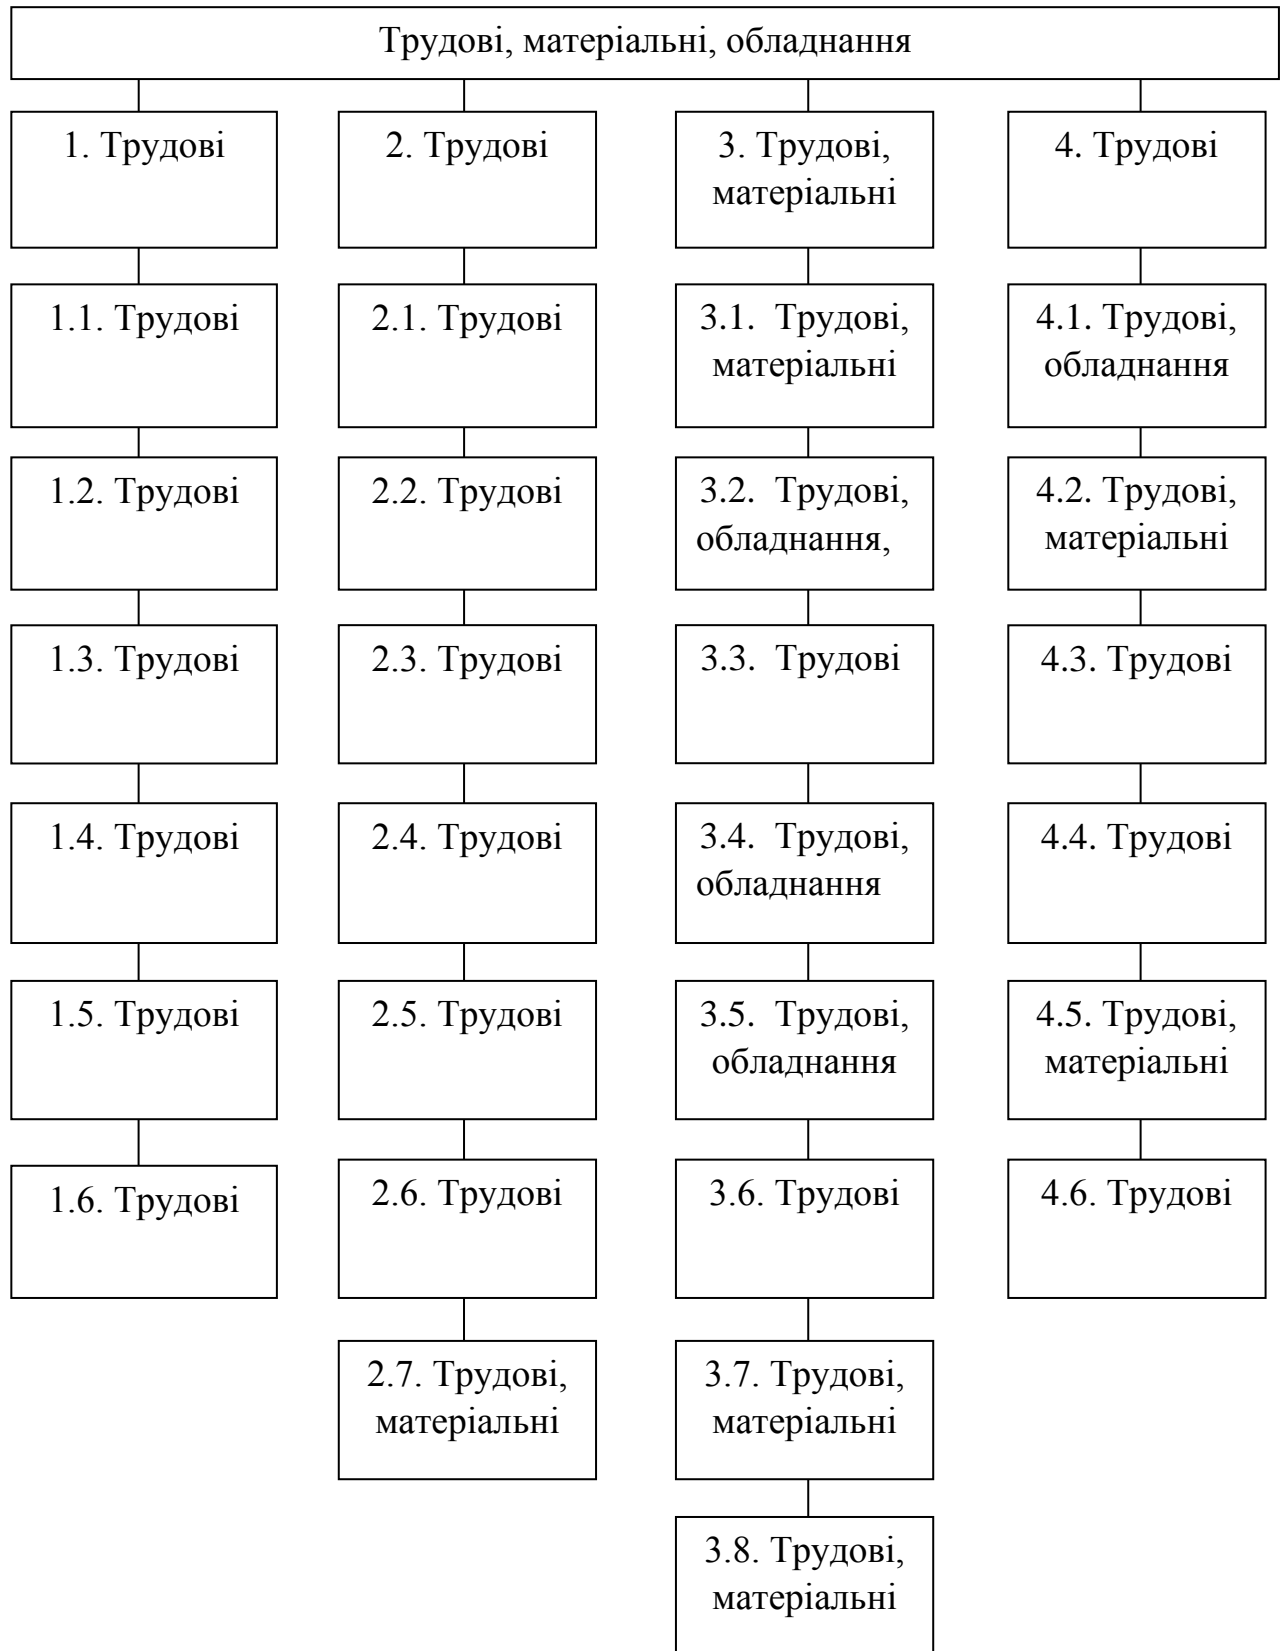 Трудові, матеріальні, обладнання
1. Трудові
2. Трудові
3. Трудові,
матеріальні
4. Трудові
1.1. Трудові
2.1. Трудові
3.1. Трудові,
матеріальні
4.1. Трудові,
обладнання
1.2. Трудові
2.2. Трудові
3.2. Трудові,
обладнання,
4.2. Трудові,
матеріальні
1.3. Трудові
2.3. Трудові
3.3. Трудові
4.3. Трудові
1.4. Трудові
2.4. Трудові
3.4. Трудові,
обладнання
4.4. Трудові
1.5. Трудові
2.5. Трудові
3.5. Трудові,
обладнання
4.5. Трудові,
матеріальні
1.6. Трудові
2.6. Трудові
3.6. Трудові
4.6. Трудові
2.7. Трудові,
матеріальні
3.7. Трудові,
матеріальні
3.8. Трудові,
матеріальні